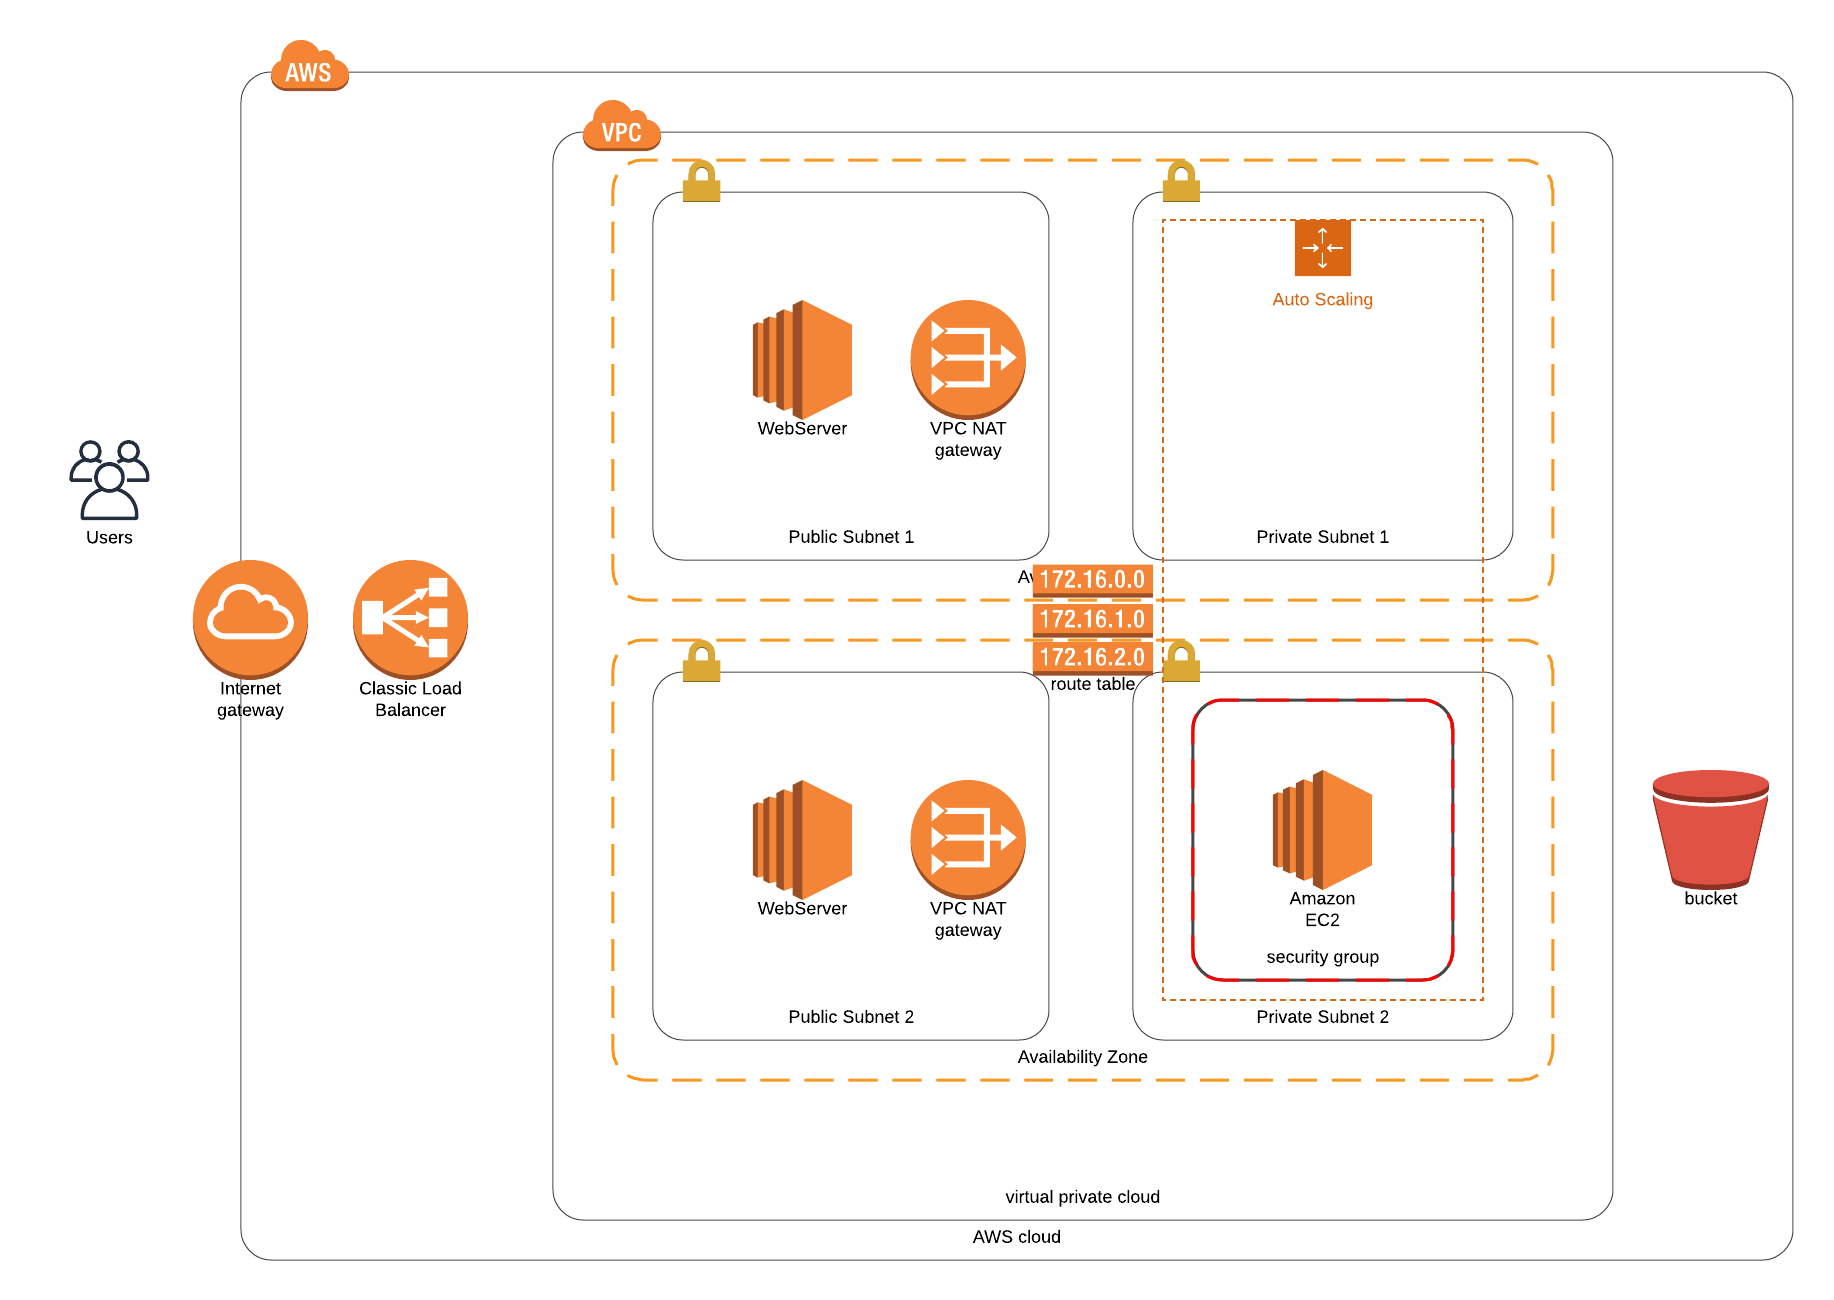 AWS
VPC
Auto Scaling
WebServer
VPC NAT
gateway
Public Subnet 1
Private Subnet 1
Users
172.16.0.0
172.16.1.0
172.16.2.0
route table
Internet
gateway
Classic Load
Balancer
WebServer
VPC NAT
gateway
Amazon
EC2
security group
bucket
Public Subnet 2
Private Subnet 2
Availability Zone
virtual private cloud
AWS cloud